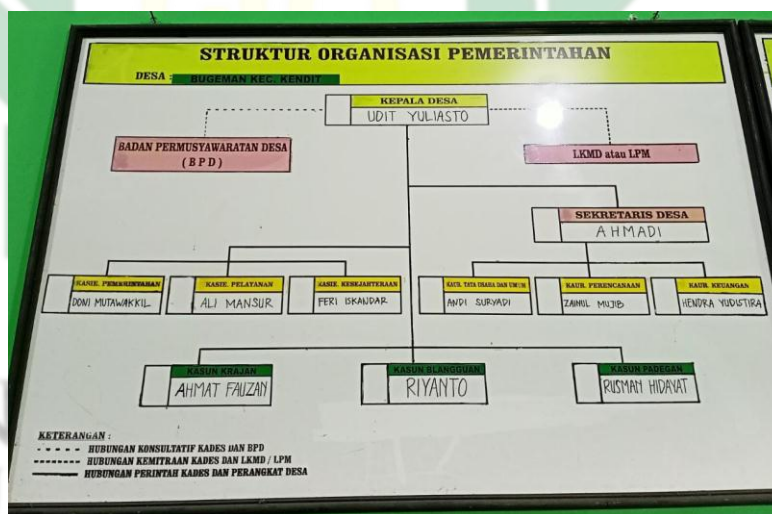 STRUKTUR ORGANISASI PEMERINTAHAN
DESA : BUGEMAN KEC. KENDIT
KEPALA DESA
UDIT YULIASTO
BADAN PERMUSYAWARATAN DESA
(BPD)
LKMD atau LPM
SEKRETARIS DESA
AHMADI
KASIE. PEMERINTAHAN
DONI MUTAWAKKIL
KASIE. PELAYANAN
ALI MANSUR
KASIE. KESEJAHTERAAN
FERI ISKANDAR
KAUR. TATA USAHA DAN UMUM
ANDI SURYADI
KAUR. PERENCANAAN
ZAINUL MUJIB
KAUR. KEUANGAN
HENDRA YUDISTIRA
KASUN KRAJAN
AHMAT FAUZAN
KASUN BLANGGUAN
RIYANTO
KASUN PADEGAN
RUSMAN HIDAYAT
KETERANGAN :
HUBUNGAN KONSULTATIF KADES DAN BPD
HUBUNGAN KEMITRAAN KADES DAN LKMD / LPM
HUBUNGAN PERINTAH KADES DAN PERANGKAT DESA